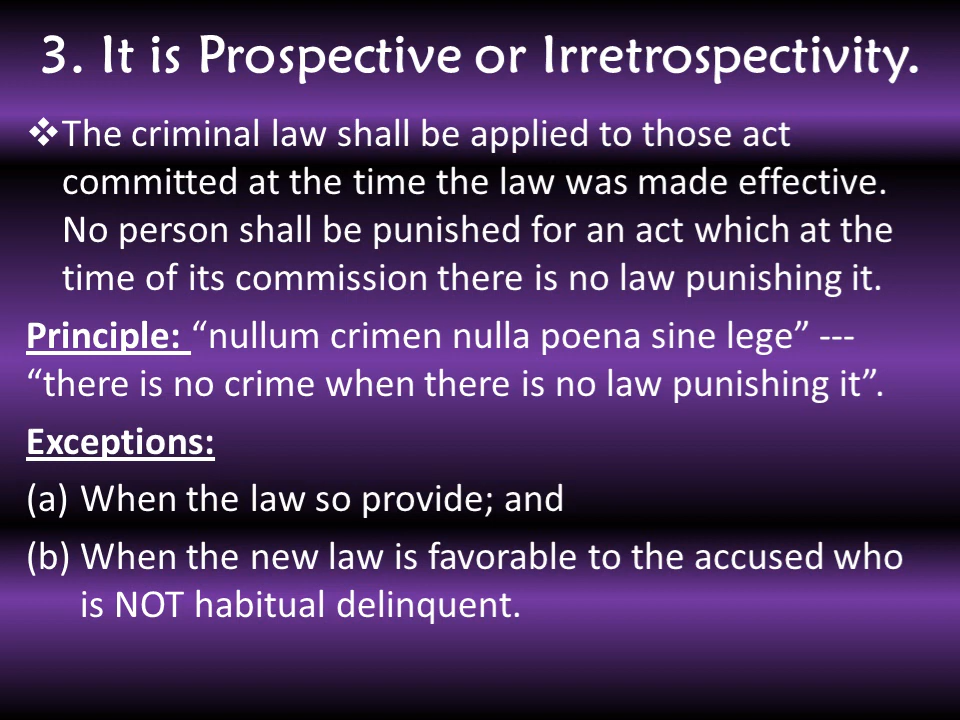 3. It is Prospective or Irretrospectivity.
❖The criminal law shall be applied to those act
committed at the time the law was made effective.
No person shall be punished for an act which at the
time of its commission there is no law punishing it.
Principle: “nullum crimen nulla poena sine lege” ---
“there is no crime when there is no law punishing it”.
Exceptions:
(a) When the law so provide; and
(b) When the new law is favorable to the accused who
is NOT habitual delinquent.